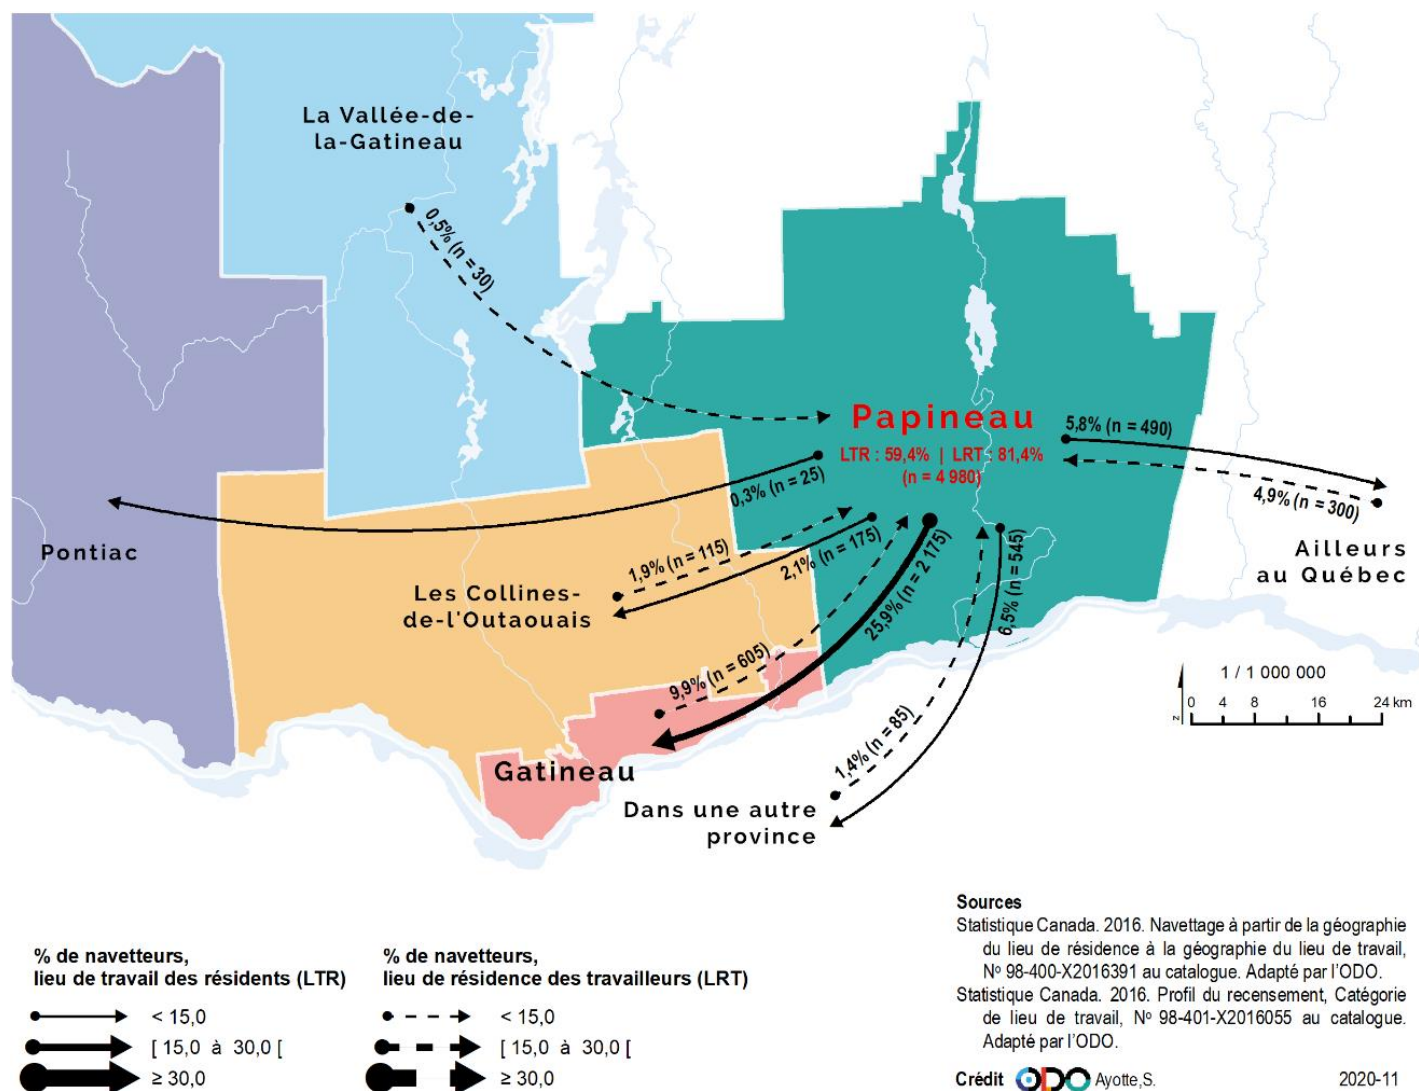 La Vallée-de-
la-Gatineau
0,5% (n = 30)
Papineau
LTR : 59,4% | LRT : 81,4%
(n = 4 980)
5,8% (n = 490)
4,9% (n = 300)
Ailleurs
au Québec
0,3% (n = 25)
Pontiac
1,9% (n = 115)
2,1% (n = 175)
Les Collines-
de-l'Outaouais
25,9% (n = 2 175)
6,5% (n = 545)
9,9% (n = 605)
1,4% (n = 85)
Gatineau
Dans une autre
province
1 / 1 000 000
0 4 8 16 24 km
N
% de navetteurs,
lieu de travail des résidents (LTR)
< 15,0
[ 15,0 à 30,0 [
≥ 30,0
% de navetteurs,
lieu de résidence des travailleurs (LRT)
< 15,0
[ 15,0 à 30,0 [
≥ 30,0
Sources
Statistique Canada. 2016. Navettage à partir de la géographie
du lieu de résidence à la géographie du lieu de travail,
Nº 98-400-X2016391 au catalogue. Adapté par l'ODO.
Statistique Canada. 2016. Profil du recensement, Catégorie
de lieu de travail, Nº 98-401-X2016055 au catalogue.
Adapté par l'ODO.
Crédit ODO Ayotte,S. 2020-11